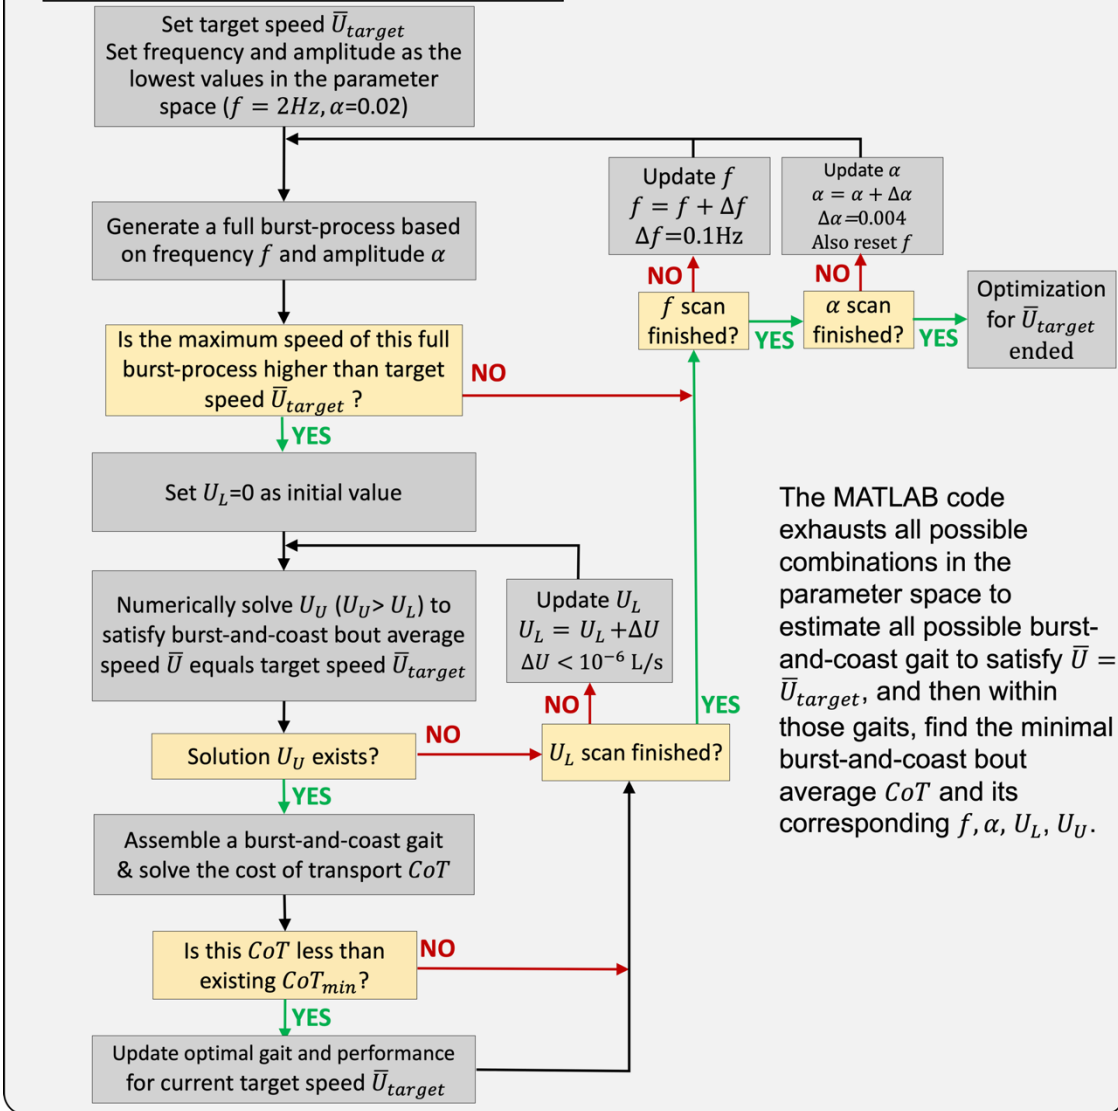 Set target speed Ū_target
Set frequency and amplitude as the
lowest values in the parameter
space (f = 2Hz, α=0.02)
Generate a full burst-process based
on frequency f and amplitude α
Is the maximum speed of this full
burst-process higher than target
speed Ū_target ?
NO
YES
Set U_L=0 as initial value
Numerically solve U_U (U_U> U_L) to
satisfy burst-and-coast bout average
speed Ū equals target speed Ū_target
Solution U_U exists?
NO
YES
Assemble a burst-and-coast gait
& solve the cost of transport CoT
Is this CoT less than
existing CoT_min?
NO
YES
Update optimal gait and performance
for current target speed Ū_target
Update U_L
U_L = U_L +ΔU
ΔU < 10⁻⁶ L/s
NO
YES
U_L scan finished?
Update f
f = f + Δf
Δf=0.1Hz
NO
f scan
finished?
YES
Update α
α = α + Δα
Δα=0.004
Also reset f
NO
α scan
finished?
YES
Optimization
for Ū_target
ended
The MATLAB code
exhausts all possible
combinations in the
parameter space to
estimate all possible burst-
and-coast gait to satisfy Ū =
Ū_target, and then within
those gaits, find the minimal
burst-and-coast bout
average CoT and its
corresponding f, α, U_L, U_U.